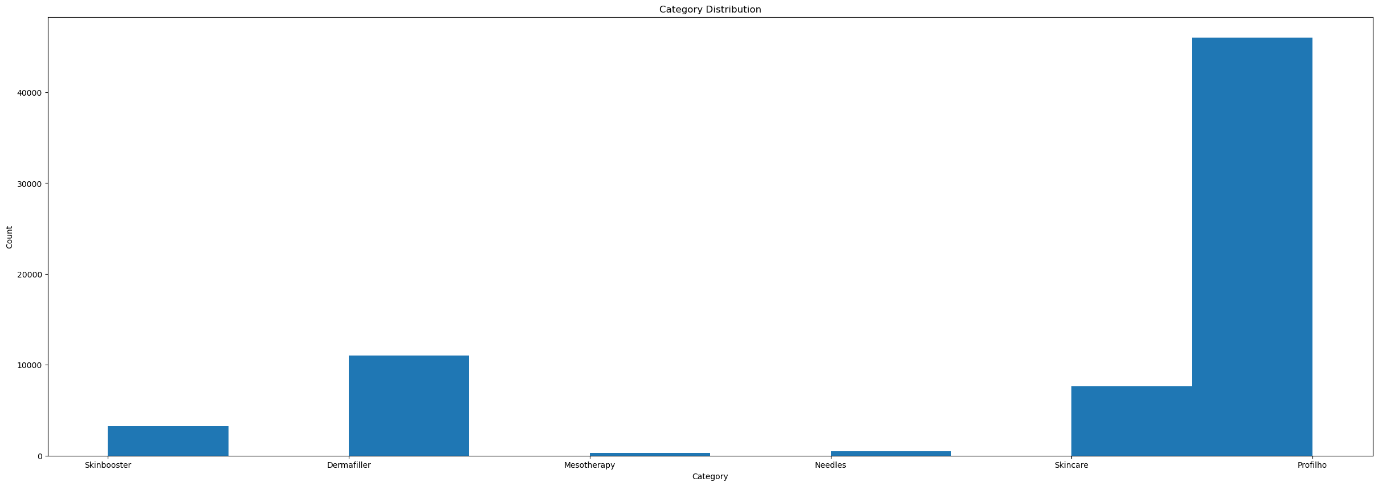 Category Distribution
Count
40000
30000
20000
10000
0
Skinbooster Dermafiller Mesotherapy Needles Skincare Profilho
Category